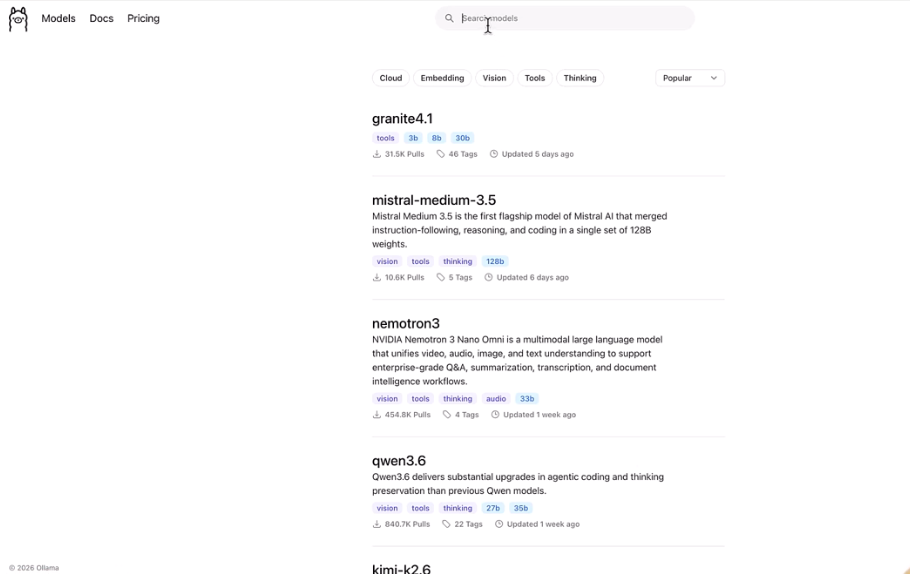 Models Docs Pricing
Search models
Cloud Embedding Vision Tools Thinking Popular
granite4.1
tools 3b 8b 30b
31.5K Pulls 46 Tags Updated 5 days ago
mistral-medium-3.5
Mistral Medium 3.5 is the first flagship model of Mistral AI that merged
instruction-following, reasoning, and coding in a single set of 128B
weights.
vision tools thinking 128b
10.6K Pulls 5 Tags Updated 6 days ago
nemotron3
NVIDIA Nemotron 3 Nano Omni is a multimodal large language model
that unifies video, audio, image, and text understanding to support
enterprise-grade Q&A, summarization, transcription, and document
intelligence workflows.
vision tools thinking audio 33b
454.8K Pulls 4 Tags Updated 1 week ago
qwen3.6
Qwen3.6 delivers substantial upgrades in agentic coding and thinking
preservation than previous Qwen models.
vision tools thinking 27b 35b
840.7K Pulls 22 Tags Updated 1 week ago
kimi-k2.6
© 2026 Ollama